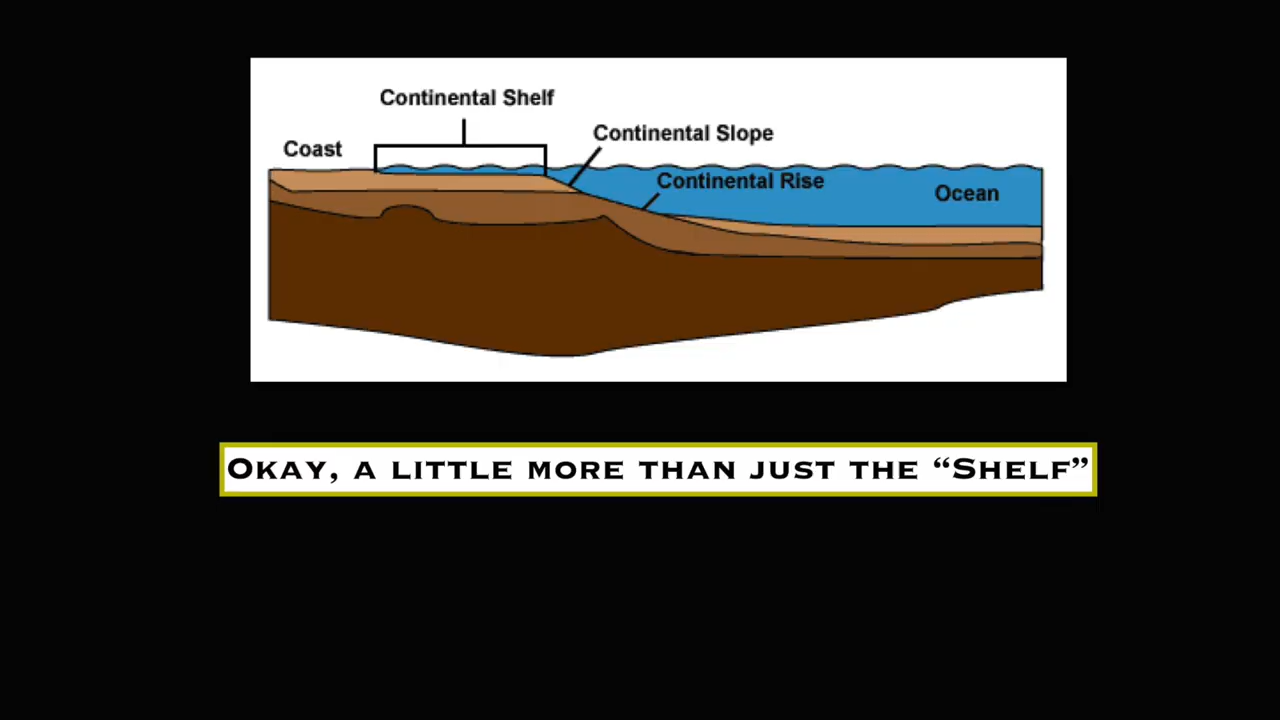 Continental Shelf
Continental Slope
Coast
Continental Rise
Ocean
Okay, a little more than just the “Shelf”